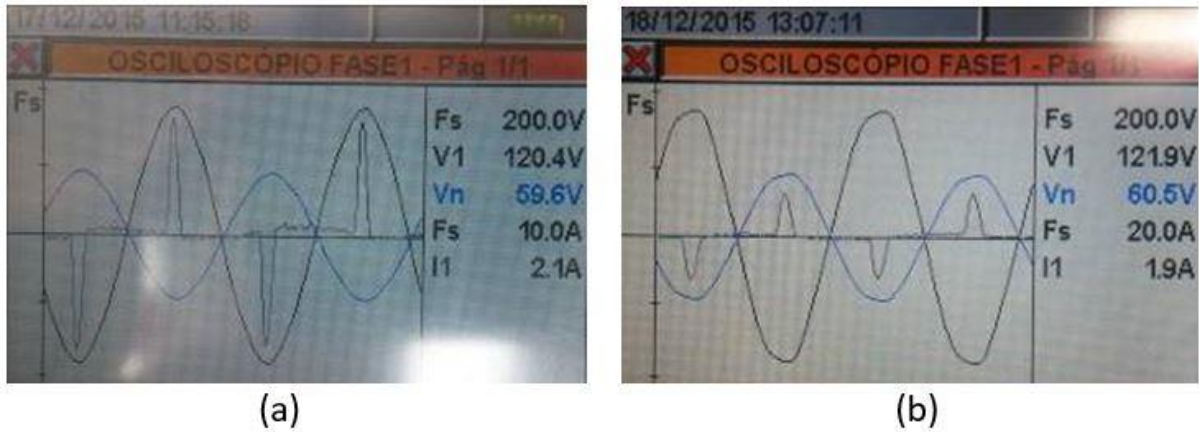 17/12/2015 11:15:18
OSCILOSCÓPIO FASE1 - Pág 1/1
Fs
Fs 200.0V
V1 120.4V
Vn 59.6V
Fs 10.0A
I1 2.1A
(a)
18/12/2015 13:07:11
OSCILOSCÓPIO FASE1 - Pág
Fs
Fs 200.0V
V1 121.9V
Vn 60.5V
Fs 20.0A
I1 1.9A
(b)